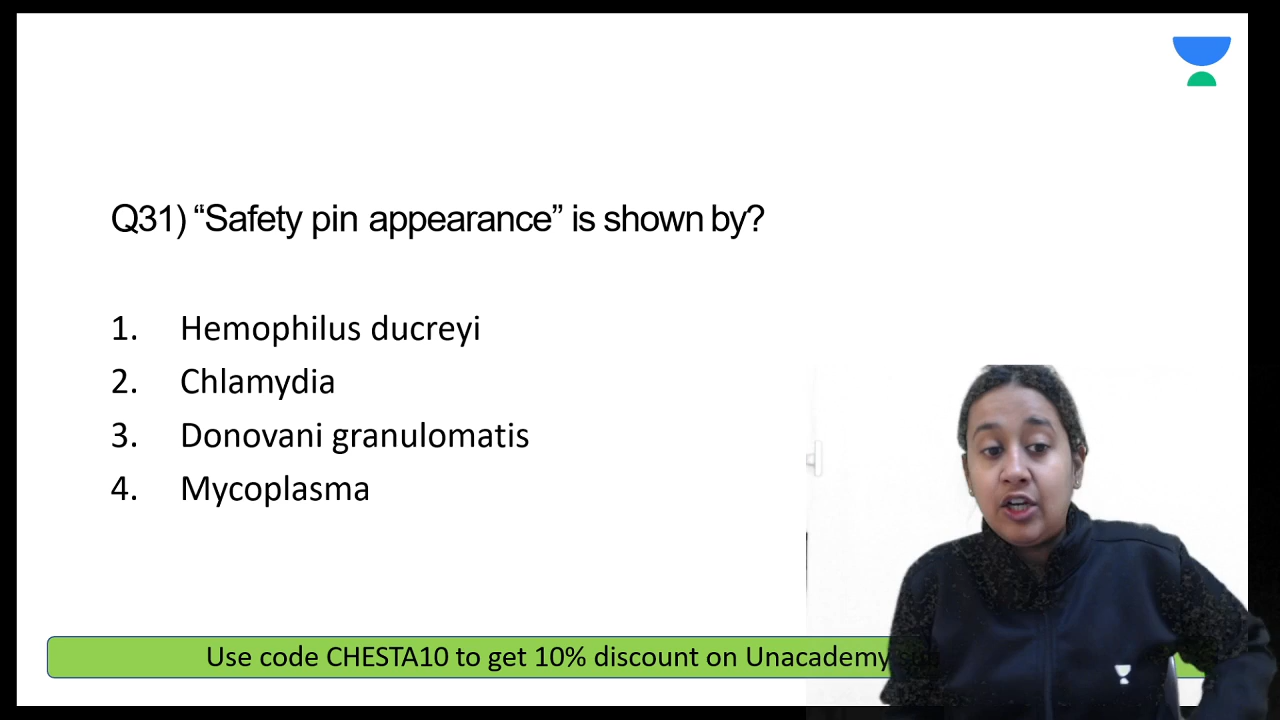 Q31) “Safety pin appearance” is shown by?
1. Hemophilus ducreyi
2. Chlamydia
3. Donovani granulomatis
4. Mycoplasma
Use code CHESTA10 to get 10% discount on Unacademy